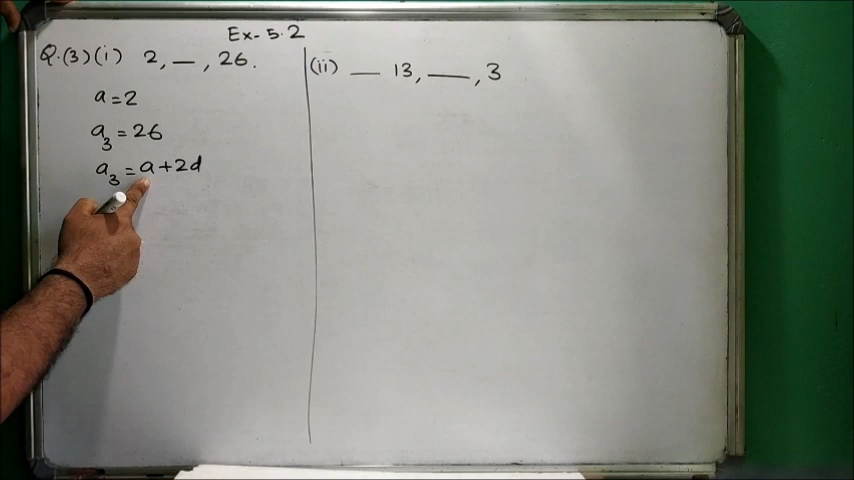 Ex- 5.2
Q.(3)(i) 2, __, 26.
a = 2
a₃ = 26
a₃ = a + 2d
(ii) __ 13, __, 3